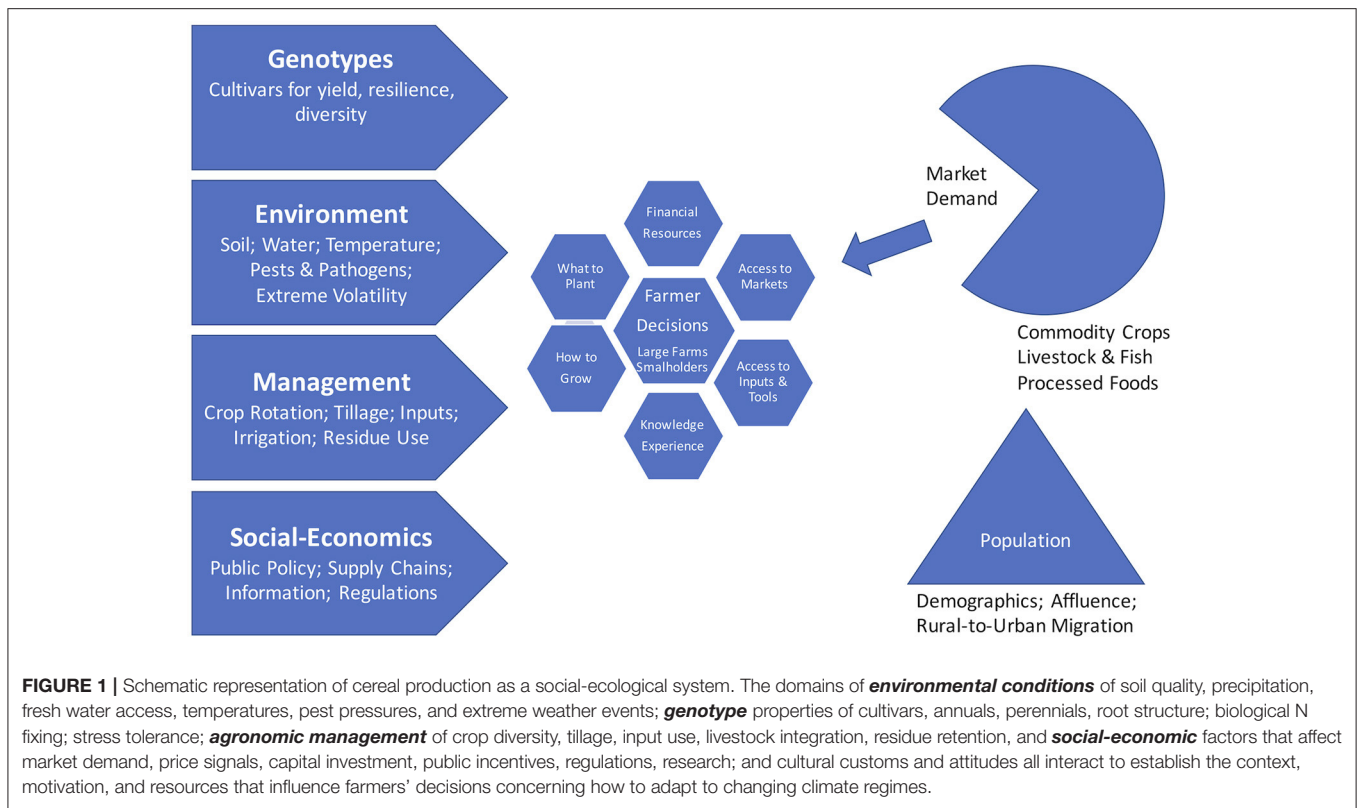 Genotypes
Cultivars for yield, resilience,
diversity
Environment
Soil; Water; Temperature;
Pests & Pathogens;
Extreme Volatility
Management
Crop Rotation; Tillage; Inputs;
Irrigation; Residue Use
Social-Economics
Public Policy; Supply Chains;
Information; Regulations
Financial
Resources
What to
Plant
Access to
Markets
Farmer
Decisions
Large Farms
Smalholders
How to
Grow
Access to
Inputs &
Tools
Knowledge
Experience
Market
Demand
Commodity Crops
Livestock & Fish
Processed Foods
Population
Demographics; Affluence;
Rural-to-Urban Migration
FIGURE 1 | Schematic representation of cereal production as a social-ecological system. The domains of environmental conditions of soil quality, precipitation,
fresh water access, temperatures, pest pressures, and extreme weather events; genotype properties of cultivars, annuals, perennials, root structure; biological N
fixing; stress tolerance; agronomic management of crop diversity, tillage, input use, livestock integration, residue retention, and social-economic factors that affect
market demand, price signals, capital investment, public incentives, regulations, research; and cultural customs and attitudes all interact to establish the context,
motivation, and resources that influence farmers' decisions concerning how to adapt to changing climate regimes.